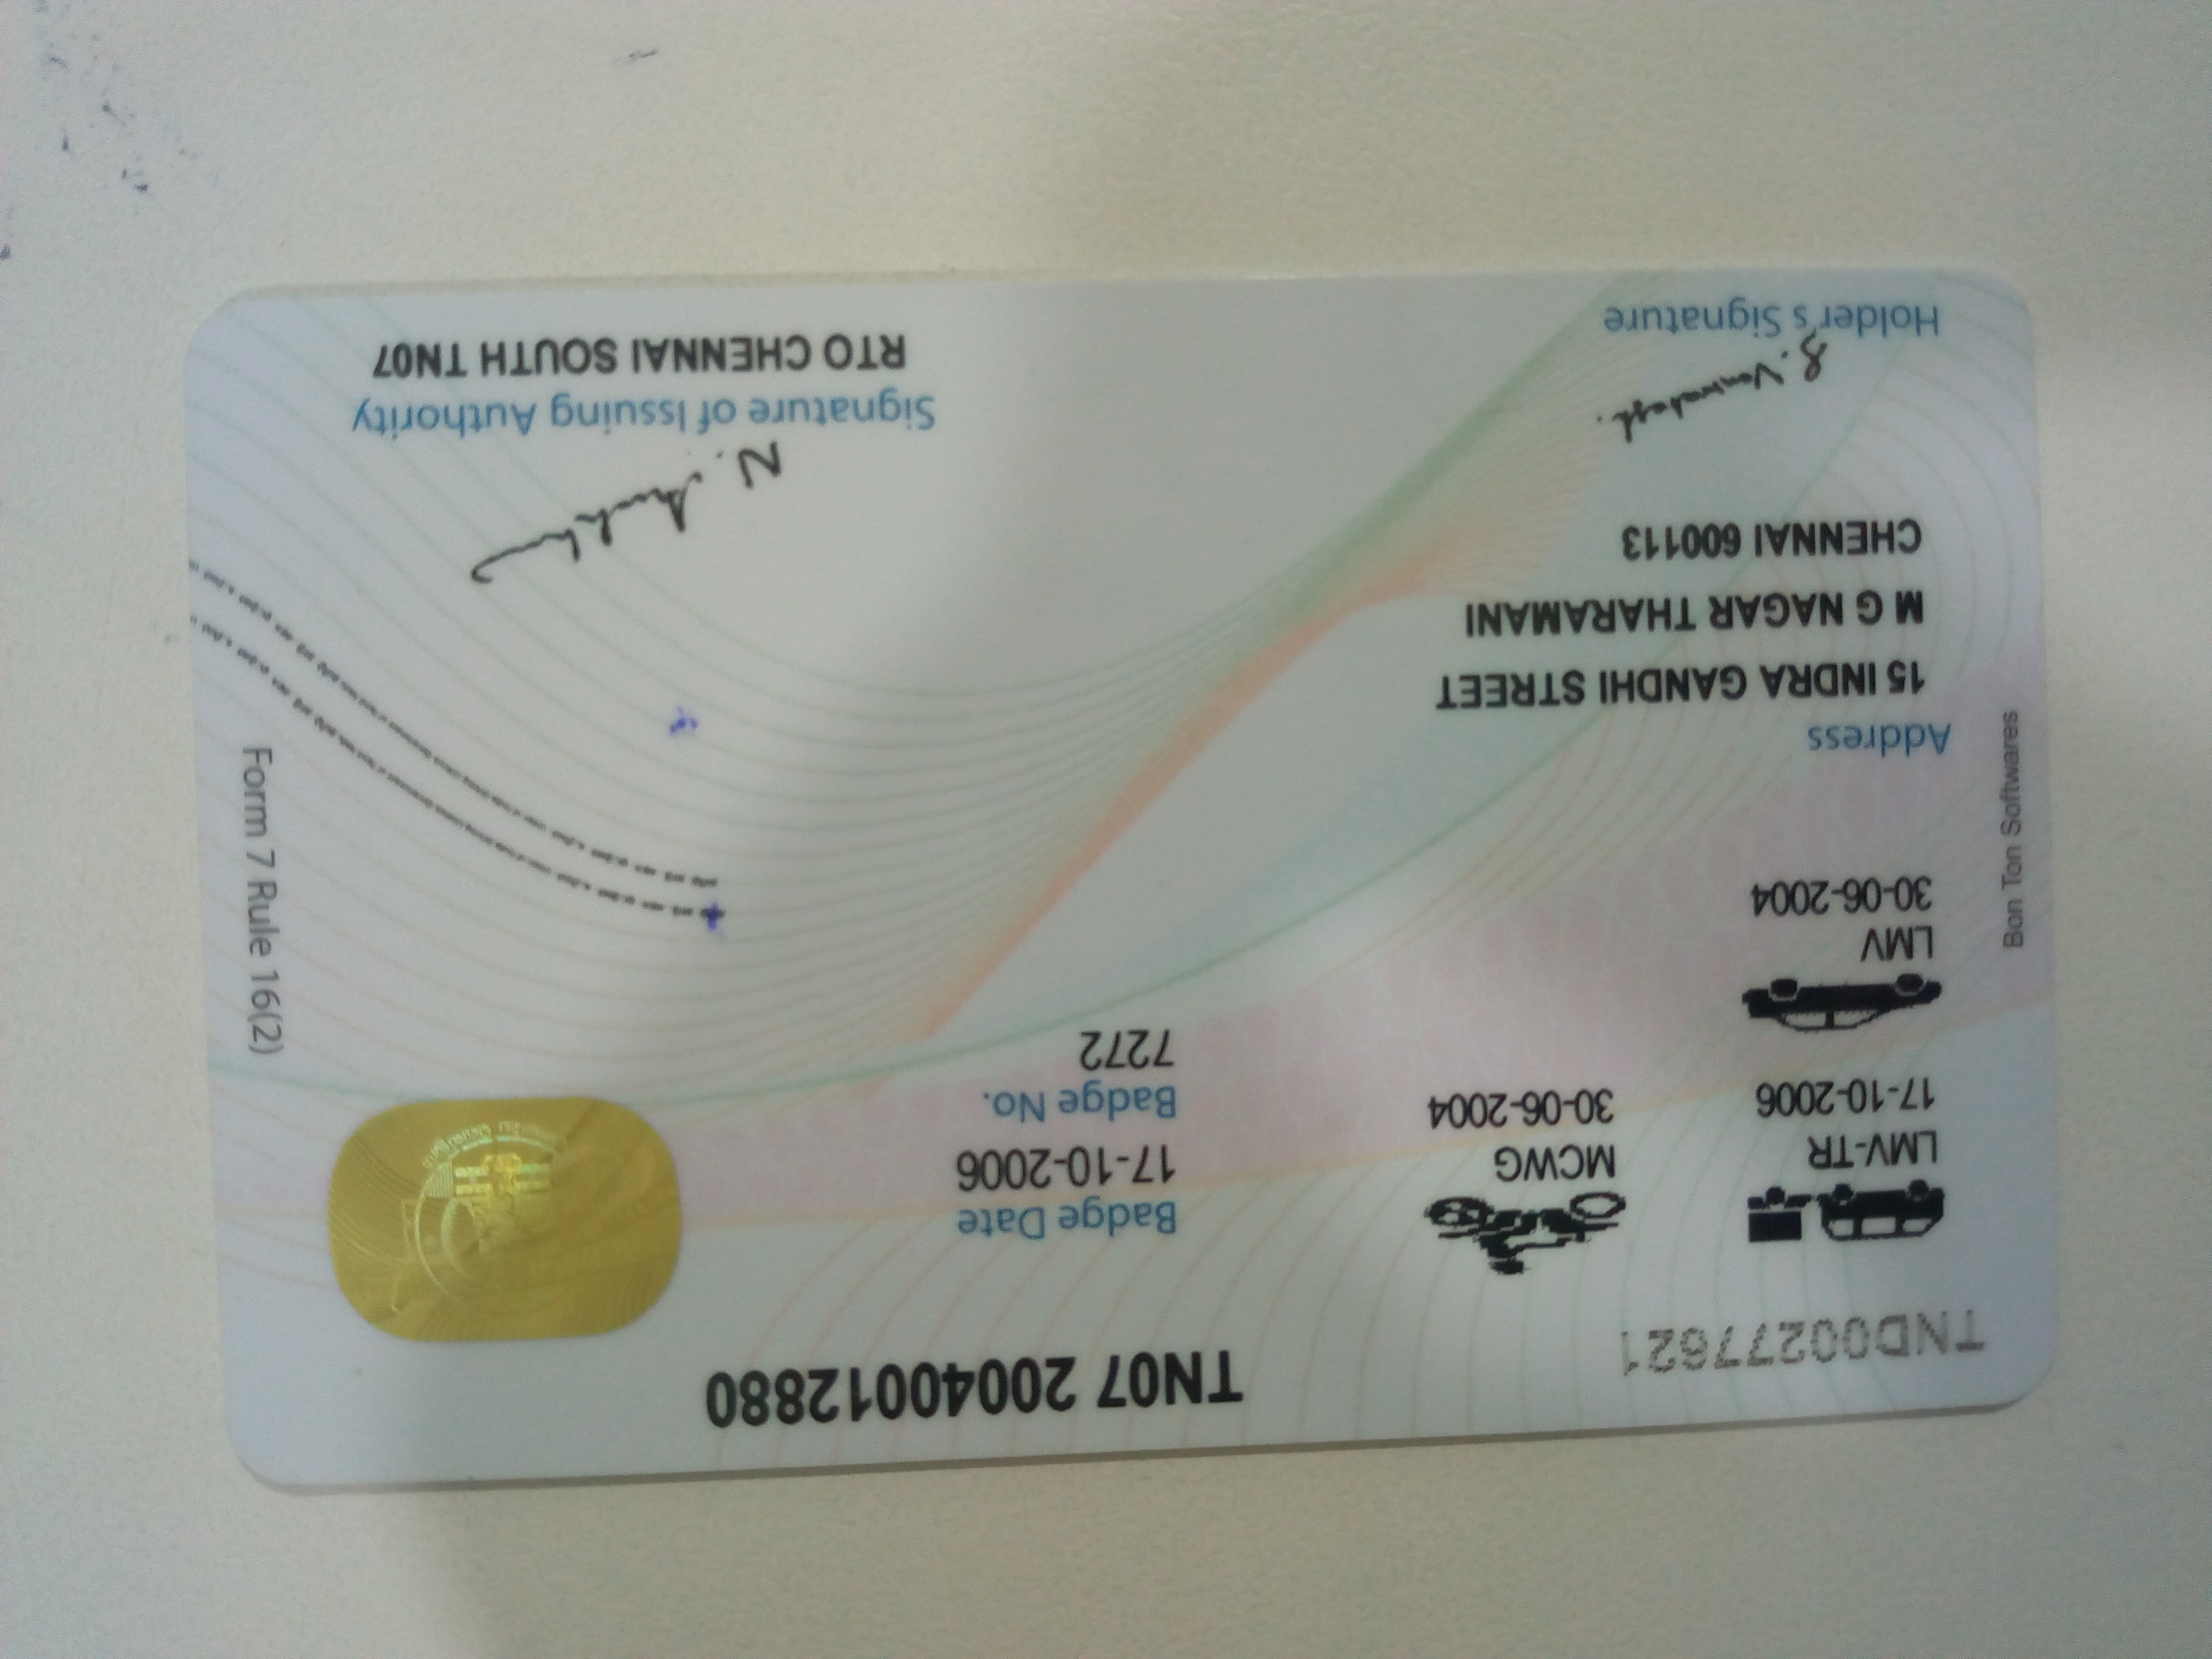 TND00277621
TN07 20040012880
LMV-TR
17-10-2006
MCWG
30-06-2004
Badge Date
17-10-2006
Badge No.
7272
LMV
30-06-2004
Address
15 INDRA GANDHI STREET
M G NAGAR THARAMANI
CHENNAI 600113
Holder's Signature
Signature of Issuing Authority
RTO CHENNAI SOUTH TN07
Form 7 Rule 16(2)
Bon Ton Softwares